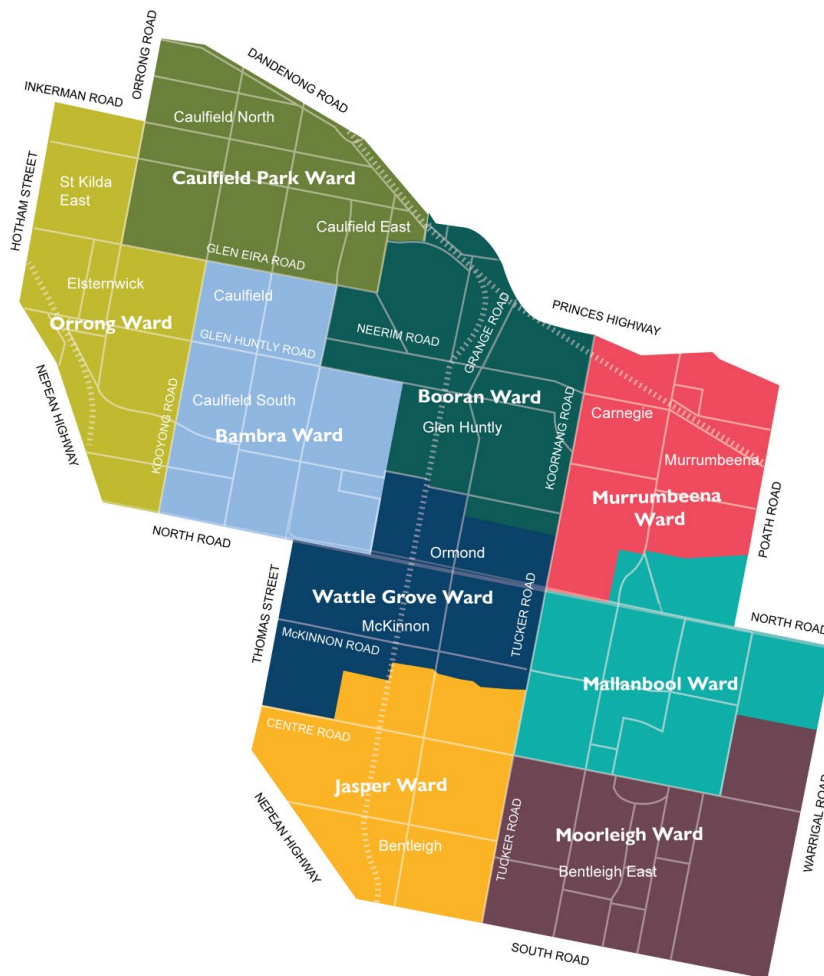 ORRONG ROAD
DANDENONG ROAD
INKERMAN ROAD
Caulfield North
HOTHAM STREET
St Kilda
East
Caulfield Park Ward
Caulfield East
GLEN EIRA ROAD
Elsternwick
Caulfield
Orrong Ward
GLEN HUNTLY ROAD
NEERIM ROAD
GRANGE ROAD
PRINCES HIGHWAY
NEPEAN HIGHWAY
KOOYONG ROAD
Caulfield South
Bambra Ward
Booran Ward
Glen Huntly
KOORNANG ROAD
Carnegie
Murrumbeena
Murrumbeena
Ward
POATH ROAD
NORTH ROAD
Ormond
THOMAS STREET
Wattle Grove Ward
McKinnon
McKINNON ROAD
TUCKER ROAD
NORTH ROAD
Mallanbool Ward
CENTRE ROAD
Jasper Ward
NEPEAN HIGHWAY
Bentleigh
TUCKER ROAD
Moorleigh Ward
Bentleigh East
WARRIGAL ROAD
SOUTH ROAD